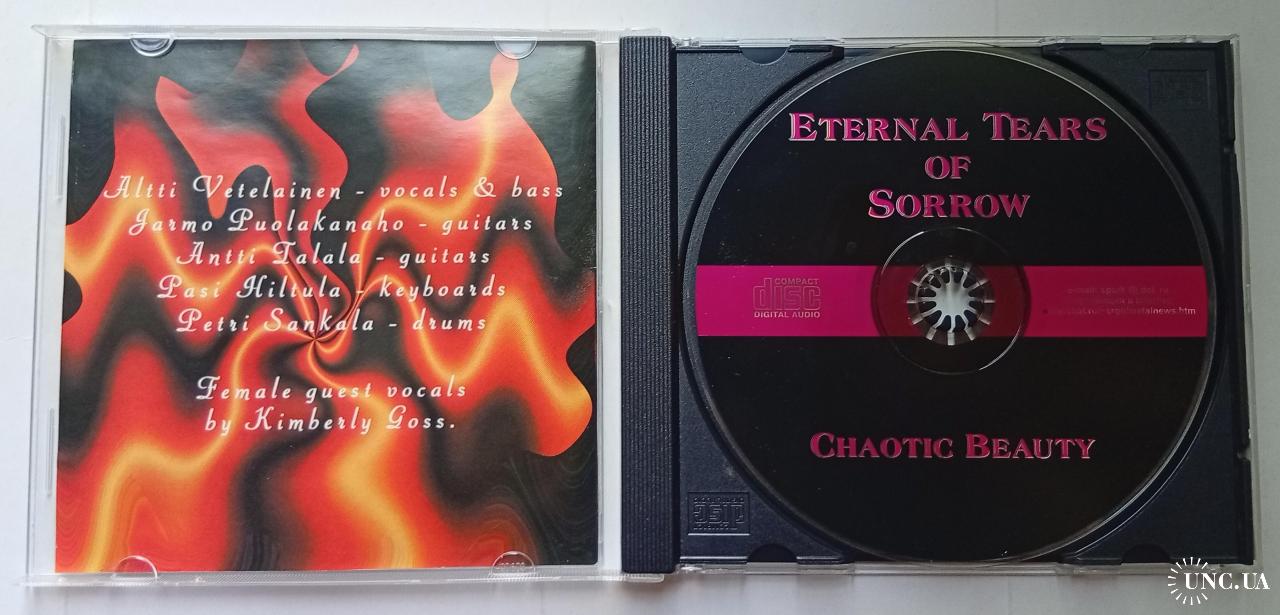 Altti Vetelainen - vocals & bass
Jarmo Puolakanaho - guitars
Antti Talala - guitars
Pasi Hiltula - keyboards
Petri Sankala - drums
Female guest vocals
by Kimberly Goss.
ETERNAL TEARS
OF
SORROW
COMPACT
disc
DIGITAL AUDIO
CHAOTIC BEAUTY
UNC.UA